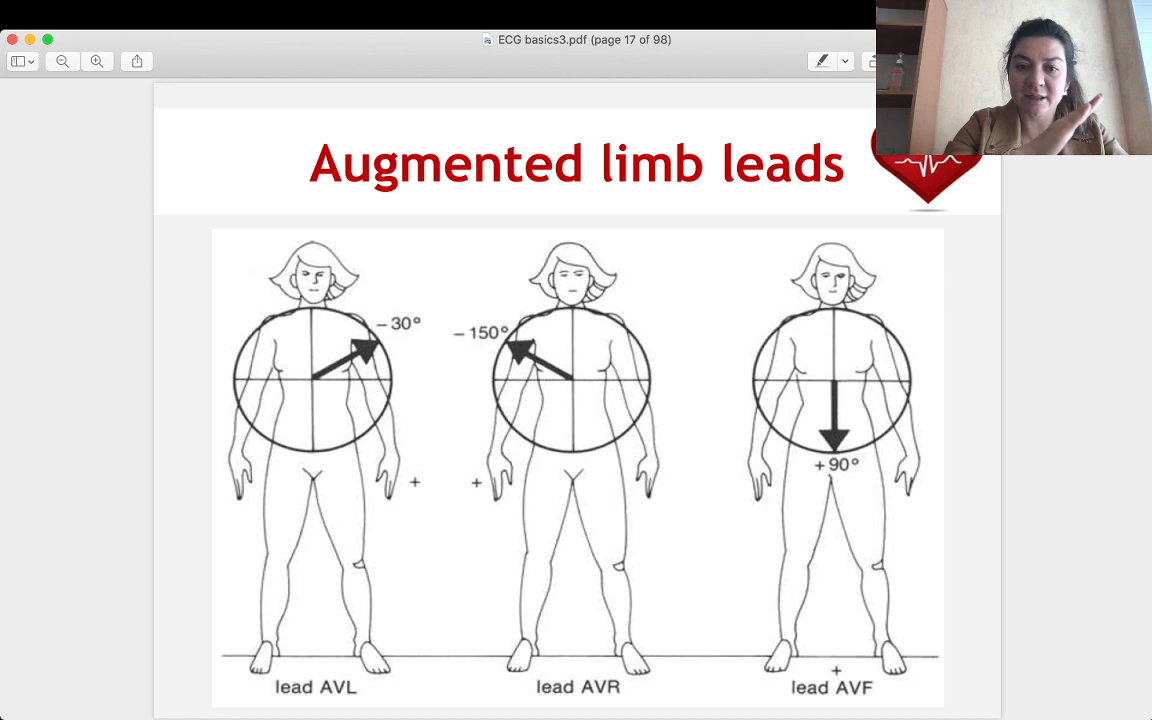 ECG basics3.pdf (page 17 of 98)
Augmented limb leads
– 30°
– 150°
+ 90°
+
+
+
lead AVL
lead AVR
lead AVF